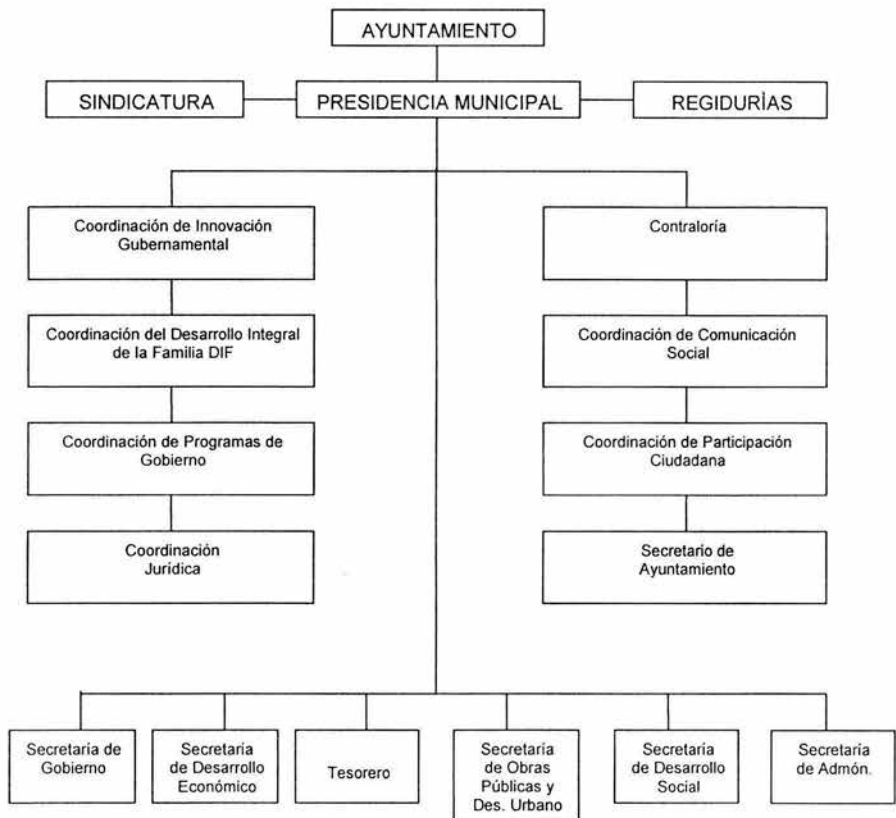 AYUNTAMIENTO
SINDICATURA
PRESIDENCIA MUNICIPAL
REGIDURÌAS
Coordinación de Innovación
Gubernamental
Contraloría
Coordinación del Desarrollo Integral
de la Familia DIF
Coordinación de Comunicación
Social
Coordinación de Programas de
Gobierno
Coordinación de Participación
Ciudadana
Coordinación
Jurídica
Secretario de
Ayuntamiento
Secretaria de
Gobierno
Secretaría
de Desarrollo
Económico
Tesorero
Secretaría
de Obras
Públicas y
Des. Urbano
Secretaría
de Desarrollo
Social
Secretaría
de Admón.